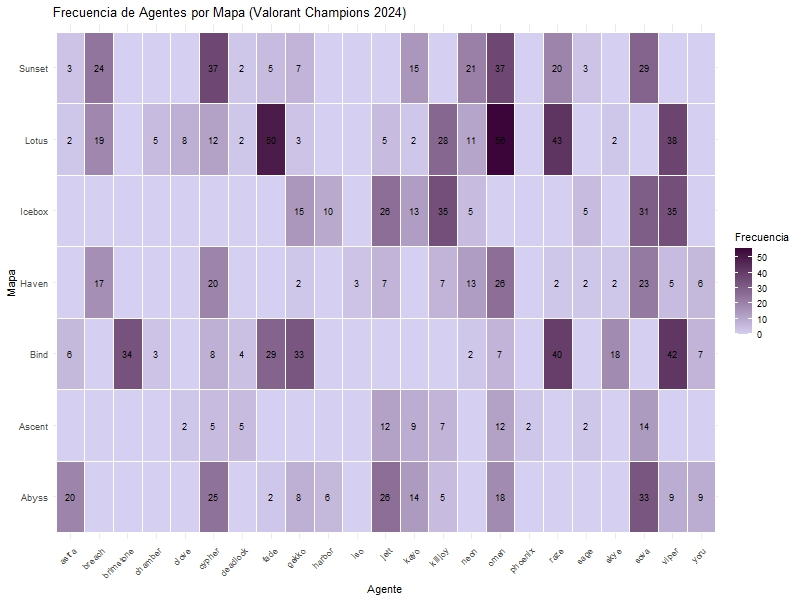 Frecuencia de Agentes por Mapa (Valorant Champions 2024)
Sunset 3 24 37 2 5 7 15 21 37 20 3 29
Lotus 2 19 5 8 12 2 50 3 5 2 28 11 56 43 2 38
Icebox 15 10 26 13 35 5 5 31 35
Haven 17 20 2 3 7 7 13 26 2 2 2 23 5 6
Bind 6 34 3 8 4 29 33 2 7 40 18 42 7
Ascent 2 5 5 12 9 7 12 2 2 14
Abyss 20 25 2 8 6 26 14 5 18 33 9 9
astra breach brimstone chamber clove cypher deadlock fade gekko harbor iso jett kayo killjoy neon omen phoenix raze sage skye sova viper yoru
Agente
Mapa
Frecuencia
50
40
30
20
10
0